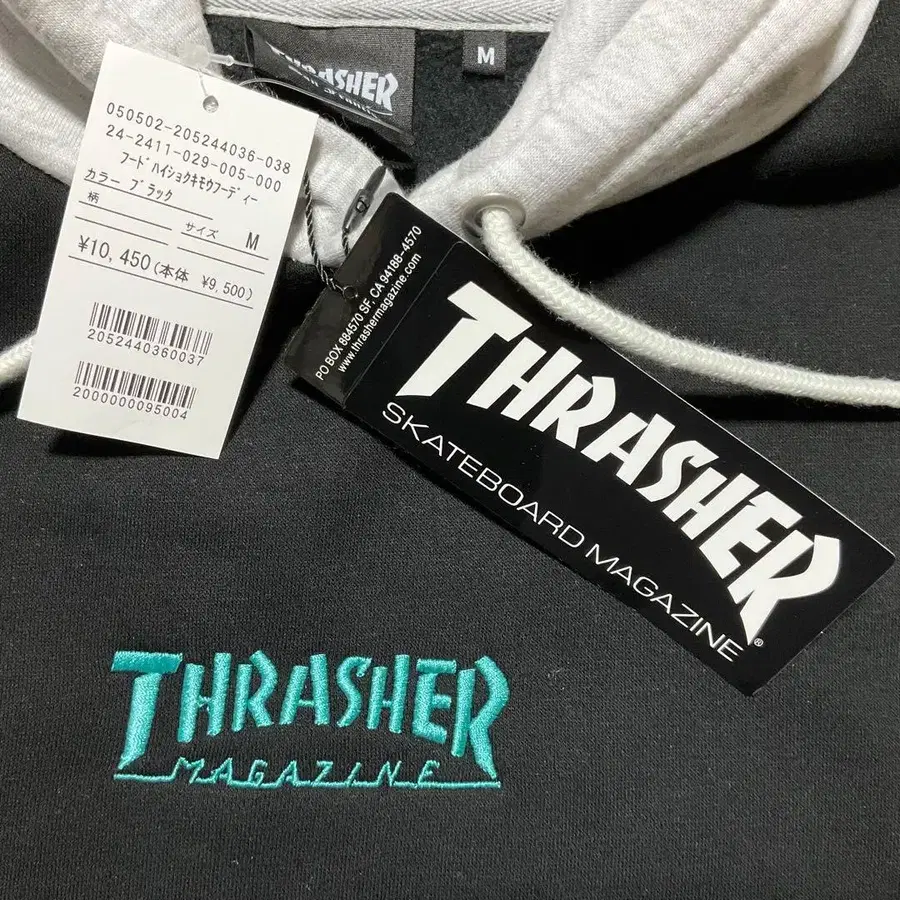 M
THRASHER
050502-205244036-038
24-2411-029-005-000
フードハイショクキモウフーディー
カラー ブラック
柄
サイズ M
¥10,450(本体 ¥9,500)
2052440360037
2000000095004
PO BOX 884570 SF, CA 94188-4570
www.thrashermagazine.com
THRASHER
SKATEBOARD MAGAZINE
®
THRASHER
MAGAZINE